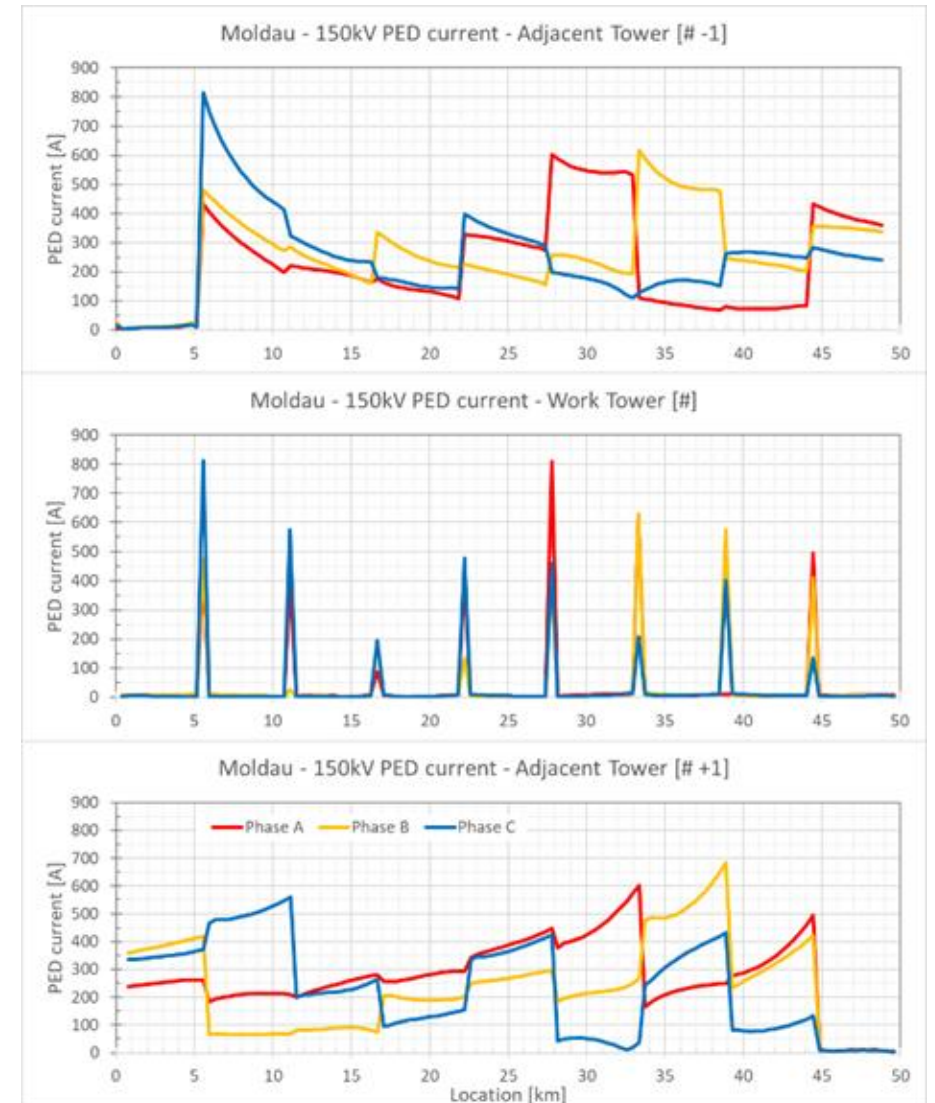 Moldau - 150kV PED current - Adjacent Tower [# -1]
900
800
700
600
500
400
300
200
100
0
PED current [A]
0 5 10 15 20 25 30 35 40 45 50
Moldau - 150kV PED current - Work Tower [#]
900
800
700
600
500
400
300
200
100
0
PED current [A]
0 5 10 15 20 25 30 35 40 45 50
Moldau - 150kV PED current - Adjacent Tower [# +1]
900
800
700
600
500
400
300
200
100
0
PED current [A]
Phase A Phase B Phase C
0 5 10 15 20 25 30 35 40 45 50
Location [km]